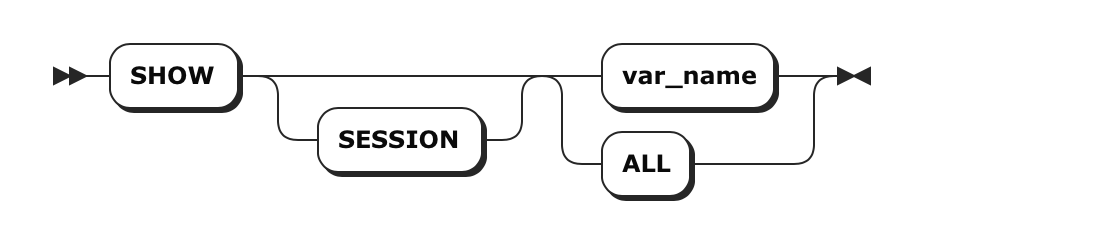 SHOW
var_name
SESSION
ALL